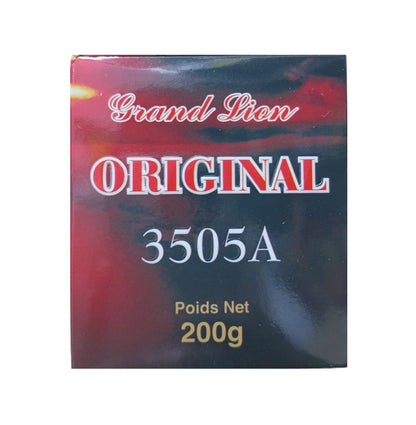 Grand Lion
ORIGINAL
3505A
Poids Net
200g